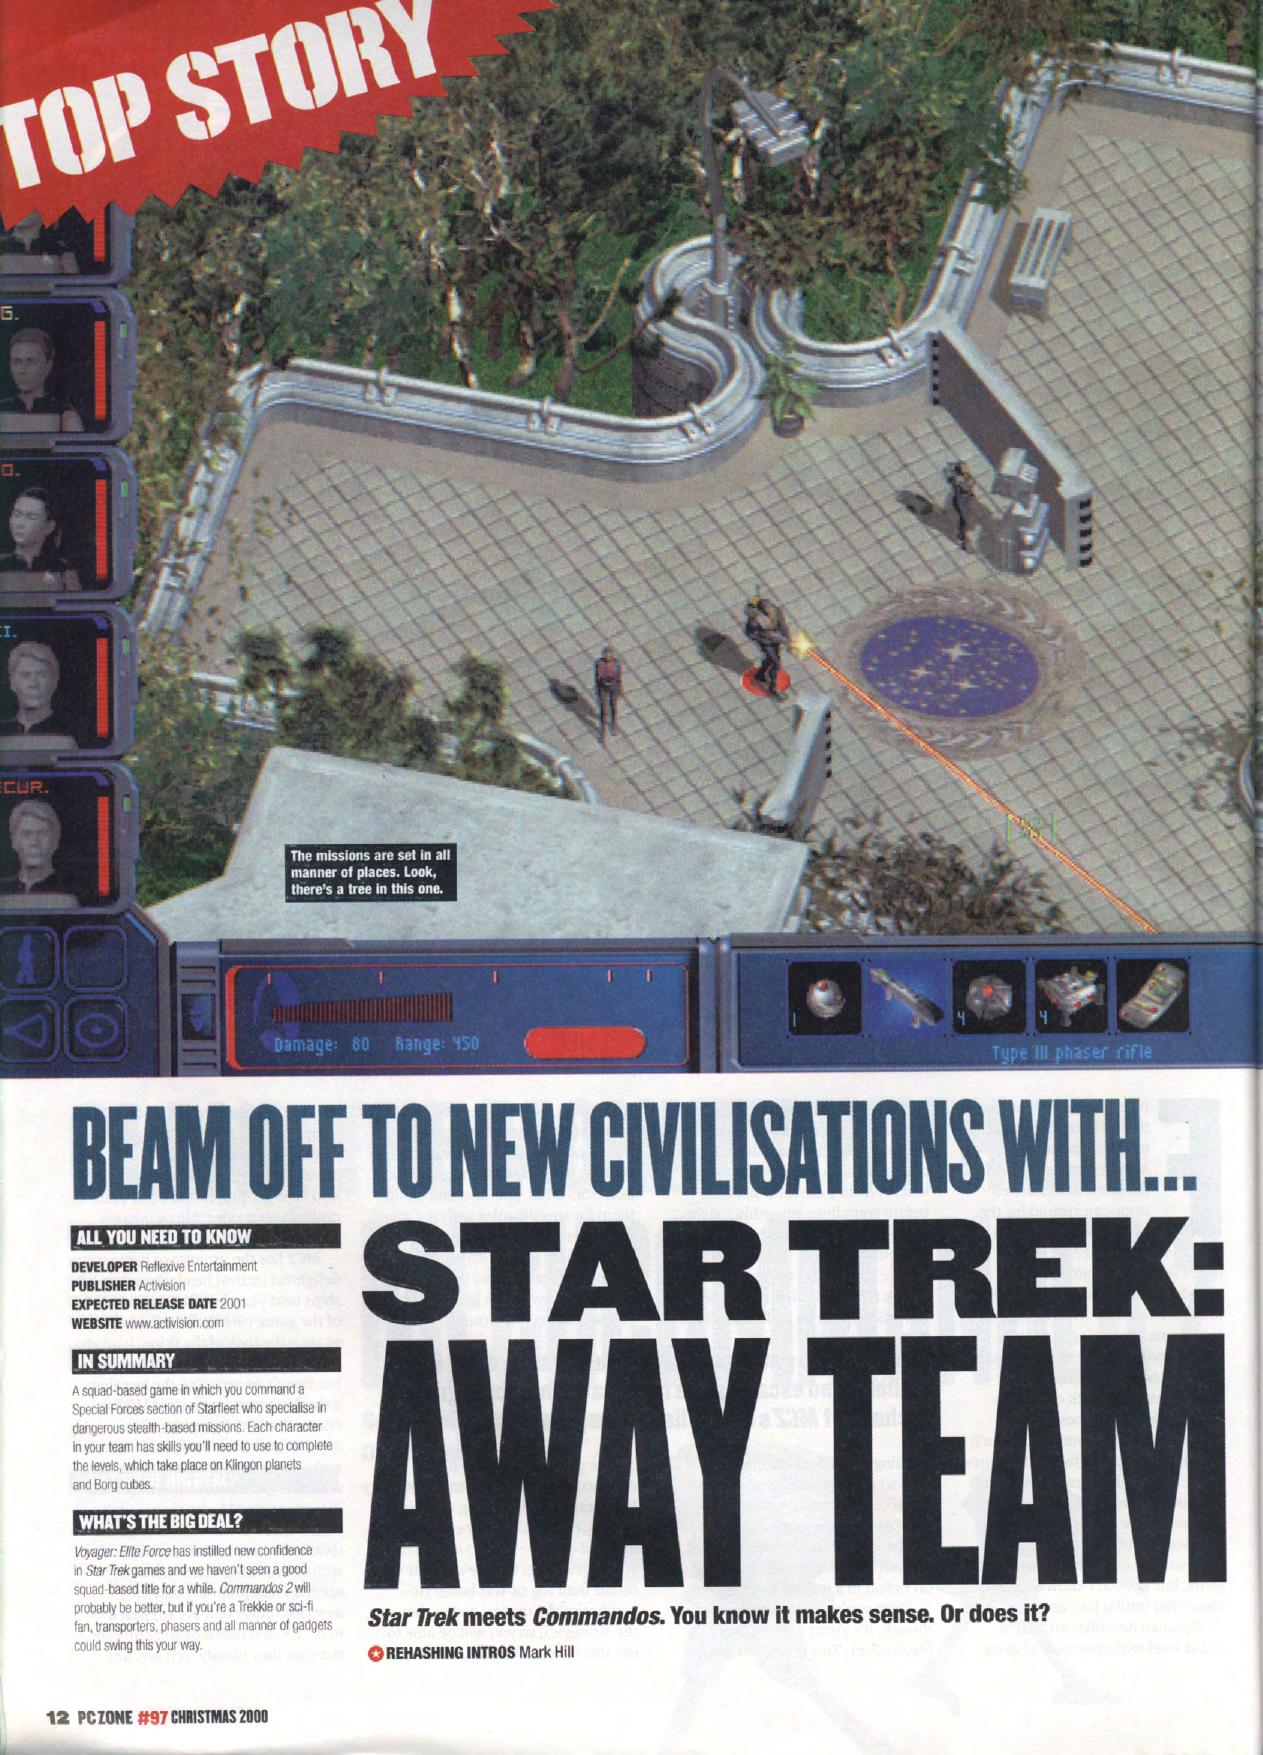 TOP STORY
G.
O.
I.
ECUR.
The missions are set in all
manner of places. Look,
there's a tree in this one.
Damage: 80 Range: 450
1
4
4
Type III phaser rifle
BEAM OFF TO NEW CIVILISATIONS WITH...
STAR TREK:
AWAY TEAM
ALL YOU NEED TO KNOW
DEVELOPER Reflexive Entertainment
PUBLISHER Activision
EXPECTED RELEASE DATE 2001
WEBSITE www.activision.com
IN SUMMARY
A squad-based game in which you command a
Special Forces section of Starfleet who specialise in
dangerous stealth-based missions. Each character
in your team has skills you'll need to use to complete
the levels, which take place on Klingon planets
and Borg cubes.
WHAT'S THE BIG DEAL?
Voyager: Elite Force has instilled new confidence
in Star Trek games and we haven't seen a good
squad-based title for a while. Commandos 2 will
probably be better, but if you're a Trekkie or sci-fi
fan, transporters, phasers and all manner of gadgets
could swing this your way.
Star Trek meets Commandos. You know it makes sense. Or does it?
REHASHING INTROS Mark Hill
12 PCZONE #97 CHRISTMAS 2000